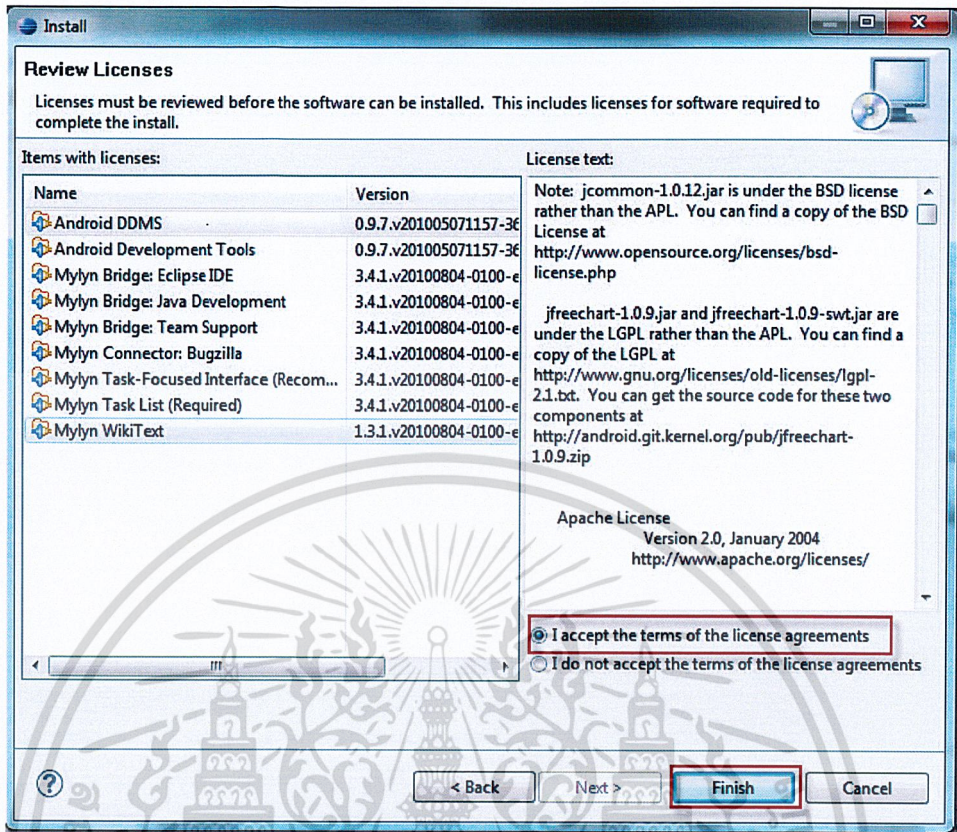 Install
Review Licenses
Licenses must be reviewed before the software can be installed. This includes licenses for software required to
complete the install.
Items with licenses:
Name Version
Android DDMS 0.9.7.v201005071157-36
Android Development Tools 0.9.7.v201005071157-36
Mylyn Bridge: Eclipse IDE 3.4.1.v20100804-0100-e
Mylyn Bridge: Java Development 3.4.1.v20100804-0100-e
Mylyn Bridge: Team Support 3.4.1.v20100804-0100-e
Mylyn Connector: Bugzilla 3.4.1.v20100804-0100-e
Mylyn Task-Focused Interface (Recom... 3.4.1.v20100804-0100-e
Mylyn Task List (Required) 3.4.1.v20100804-0100-e
Mylyn WikiText 1.3.1.v20100804-0100-e
License text:
Note: jcommon-1.0.12.jar is under the BSD license
rather than the APL. You can find a copy of the BSD
License at
http://www.opensource.org/licenses/bsd-
license.php
jfreechart-1.0.9.jar and jfreechart-1.0.9-swt.jar are
under the LGPL rather than the APL. You can find a
copy of the LGPL at
http://www.gnu.org/licenses/old-licenses/lgpl-
2.1.txt. You can get the source code for these two
components at
http://android.git.kernel.org/pub/jfreechart-
1.0.9.zip
Apache License
Version 2.0, January 2004
http://www.apache.org/licenses/
I accept the terms of the license agreements
I do not accept the terms of the license agreements
? < Back Next > Finish Cancel